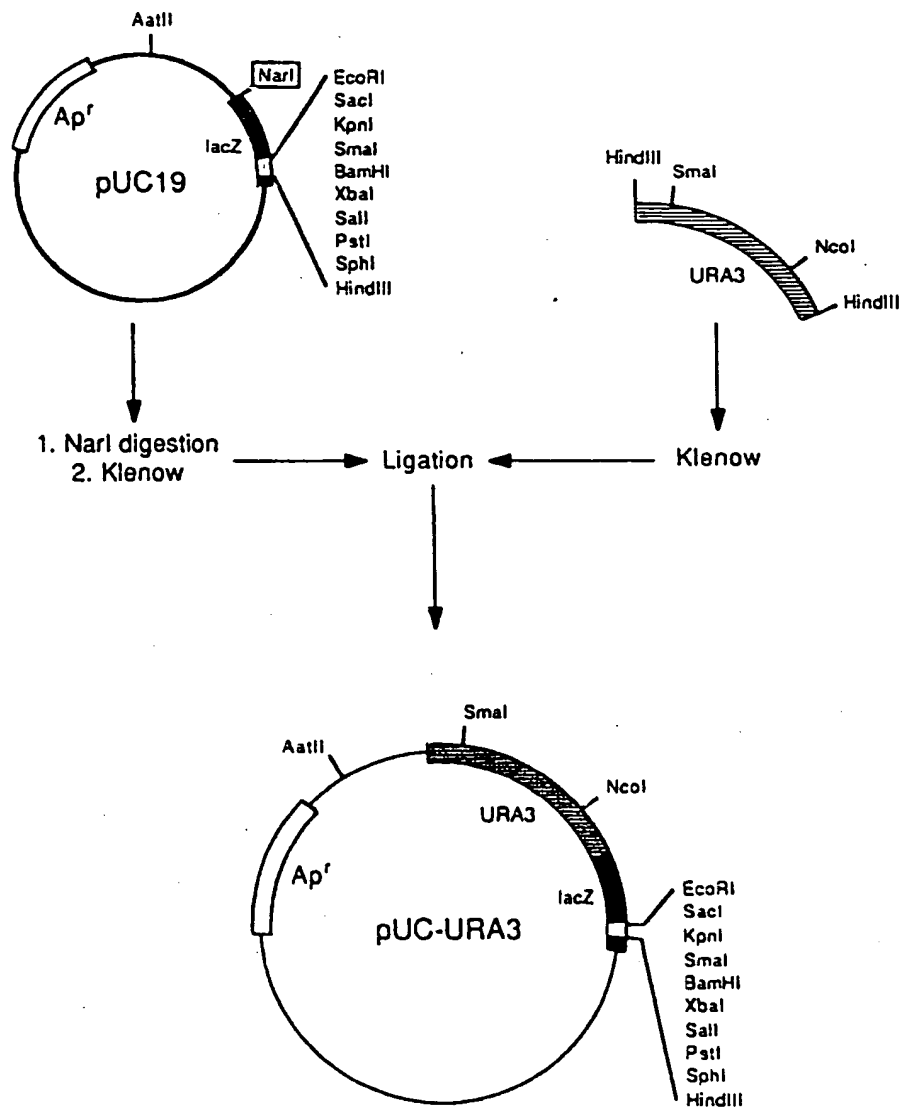 AatII
NarI
EcoRI
SacI
KpnI
SmaI
BamHI
XbaI
SalI
PstI
SphI
HindIII
Apr
lacZ
pUC19
HindIII
SmaI
NcoI
URA3
HindIII
1. NarI digestion
2. Klenow
Ligation
Klenow
SmaI
AatII
NcoI
URA3
Apr
lacZ
pUC-URA3
EcoRI
SacI
KpnI
SmaI
BamHI
XbaI
SalI
PstI
SphI
HindIII